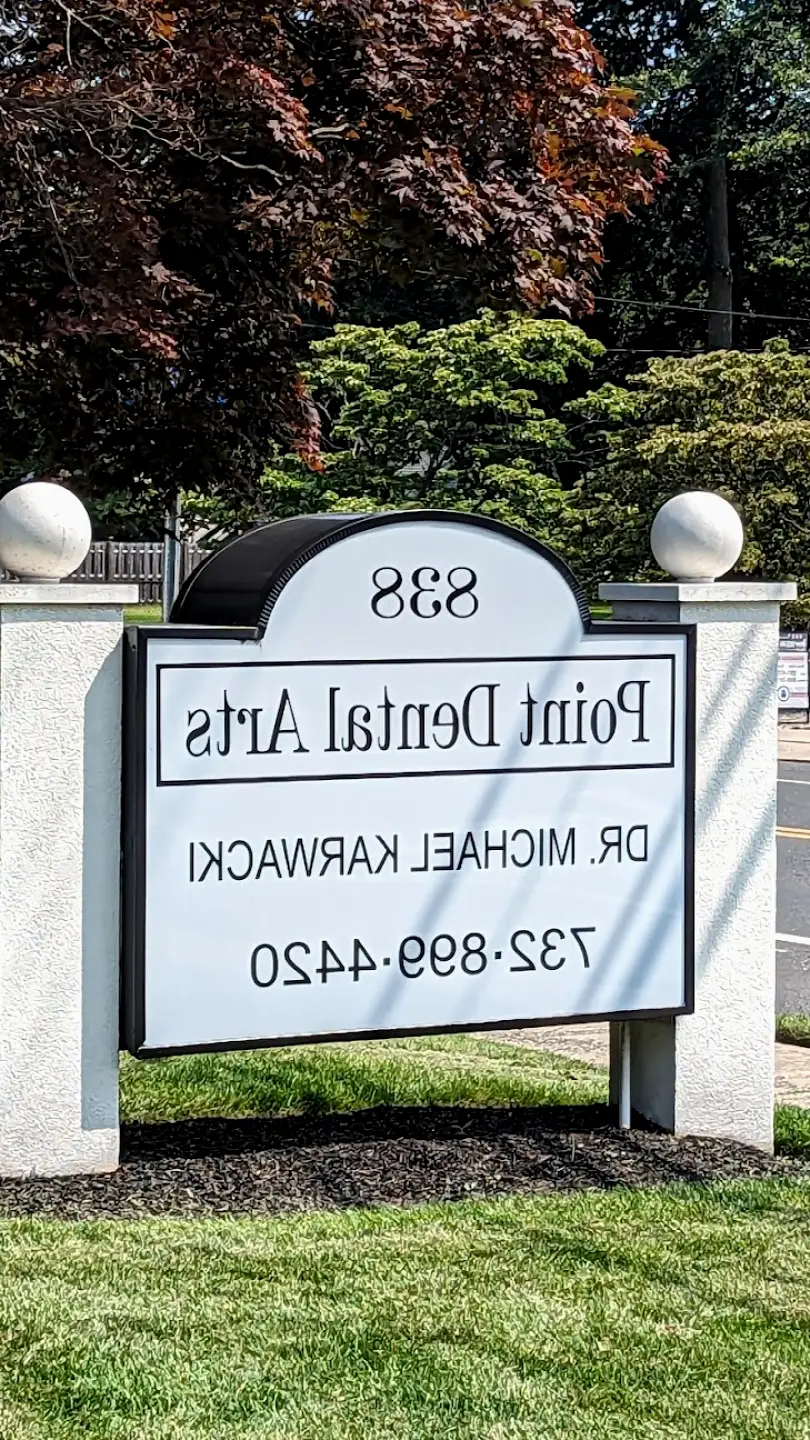 838
Point Dental Arts
DR. MICHAEL KARWACKI
732·899·4420